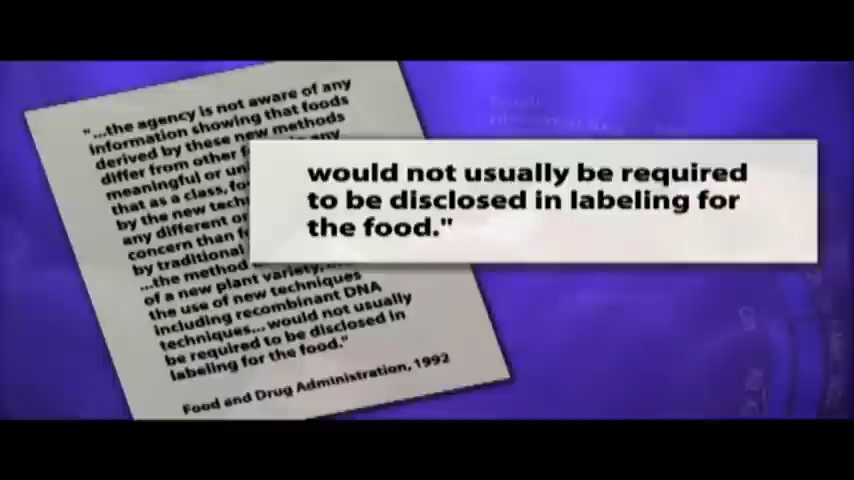 "...the agency is not aware of any
information showing that foods
derived by these new methods
differ from other any
meaningful or
that as a class,
by the new
any different or
concern than
by traditional
...the method
of a new plant variety,
the use of new techniques
including recombinant DNA
techniques... would not usually
be required to be disclosed in
labeling for the food."
Food and Drug Administration, 1992
would not usually be required
to be disclosed in labeling for
the food."